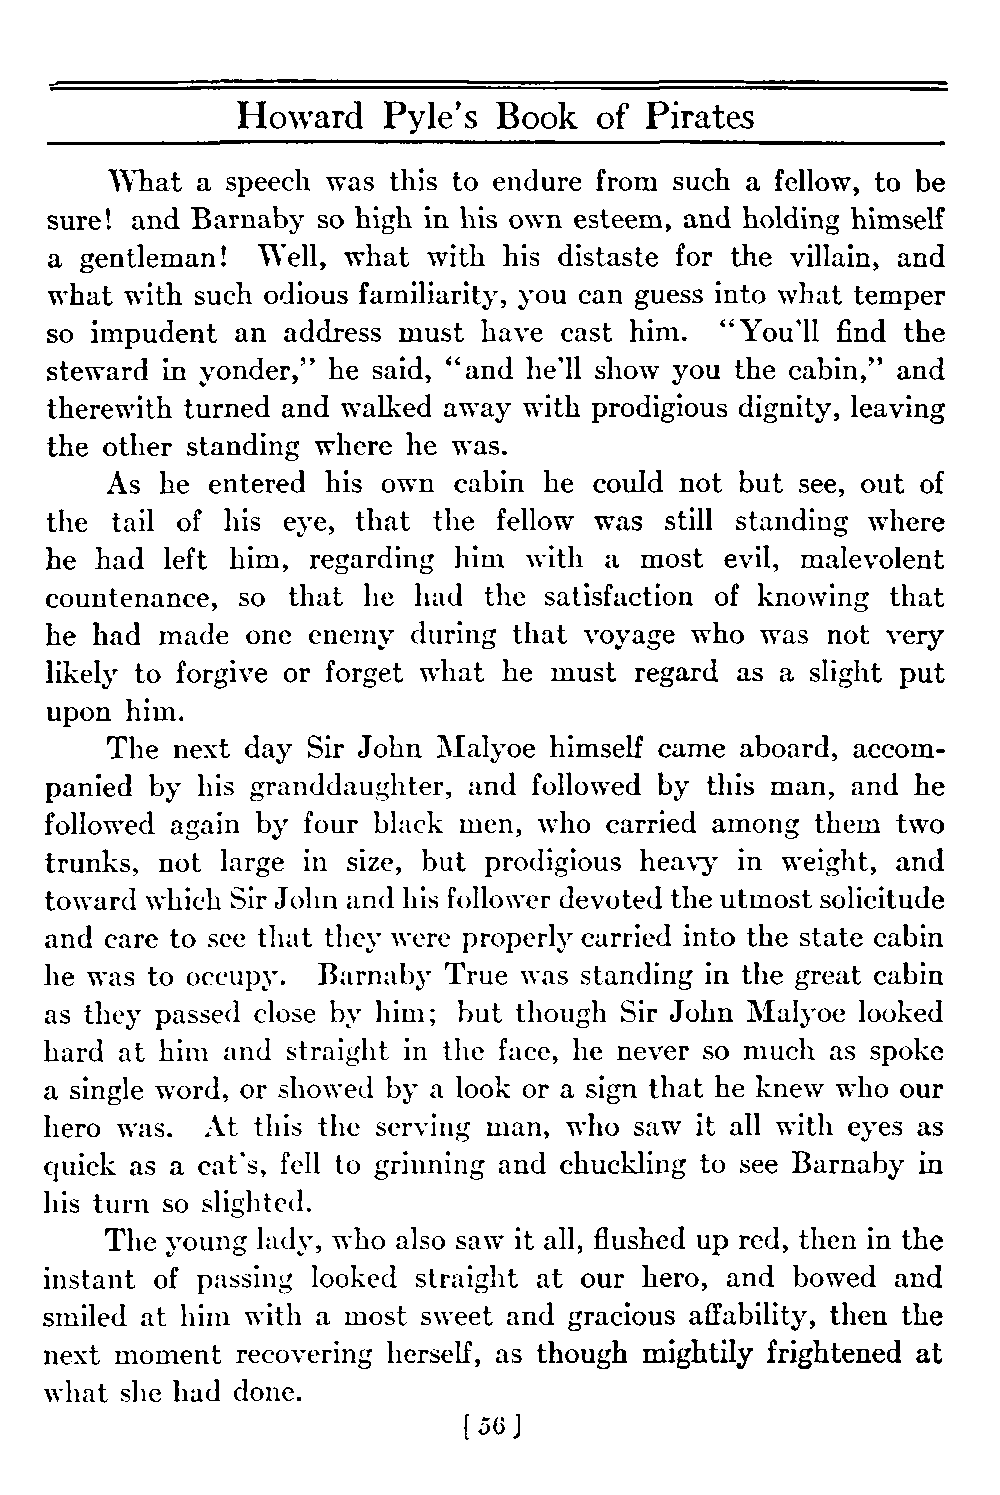 Howard Pyle's Book of Pirates
What a speech was this to endure from such a fellow, to be
sure! and Barnaby so high in his own esteem, and holding himself
a gentleman! Well, what with his distaste for the villain, and
what with such odious familiarity, you can guess into what temper
so impudent an address must have cast him. "You'll find the
steward in yonder," he said, "and he'll show you the cabin," and
therewith turned and walked away with prodigious dignity, leaving
the other standing where he was.
As he entered his own cabin he could not but see, out of
the tail of his eye, that the fellow was still standing where
he had left him, regarding him with a most evil, malevolent
countenance, so that he had the satisfaction of knowing that
he had made one enemy during that voyage who was not very
likely to forgive or forget what he must regard as a slight put
upon him.
The next day Sir John Malyoe himself came aboard, accom-
panied by his granddaughter, and followed by this man, and he
followed again by four black men, who carried among them two
trunks, not large in size, but prodigious heavy in weight, and
toward which Sir John and his follower devoted the utmost solicitude
and care to see that they were properly carried into the state cabin
he was to occupy. Barnaby True was standing in the great cabin
as they passed close by him; but though Sir John Malyoe looked
hard at him and straight in the face, he never so much as spoke
a single word, or showed by a look or a sign that he knew who our
hero was. At this the serving man, who saw it all with eyes as
quick as a cat's, fell to grinning and chuckling to see Barnaby in
his turn so slighted.
The young lady, who also saw it all, flushed up red, then in the
instant of passing looked straight at our hero, and bowed and
smiled at him with a most sweet and gracious affability, then the
next moment recovering herself, as though mightily frightened at
what she had done.
[ 56 ]